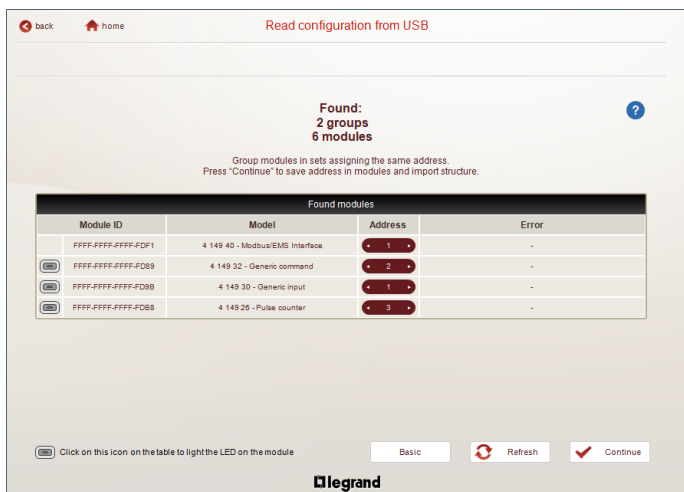 back
home
Read configuration from USB
Found:
2 groups
6 modules
?
Group modules in sets assigning the same address.
Press "Continue" to save address in modules and import structure.
Found modules
Module ID Model Address Error
FFFF-FFFF-FFFF-FDF1 4 149 40 - Modbus/EMS Interface 1 -
FFFF-FFFF-FFFF-FD89 4 149 32 - Generic command 2 -
FFFF-FFFF-FFFF-FD9B 4 149 30 - Generic input 1 -
FFFF-FFFF-FFFF-FDB8 4 149 26 - Pulse counter 3 -
Click on this icon on the table to light the LED on the module
Basic
Refresh
Continue
legrand